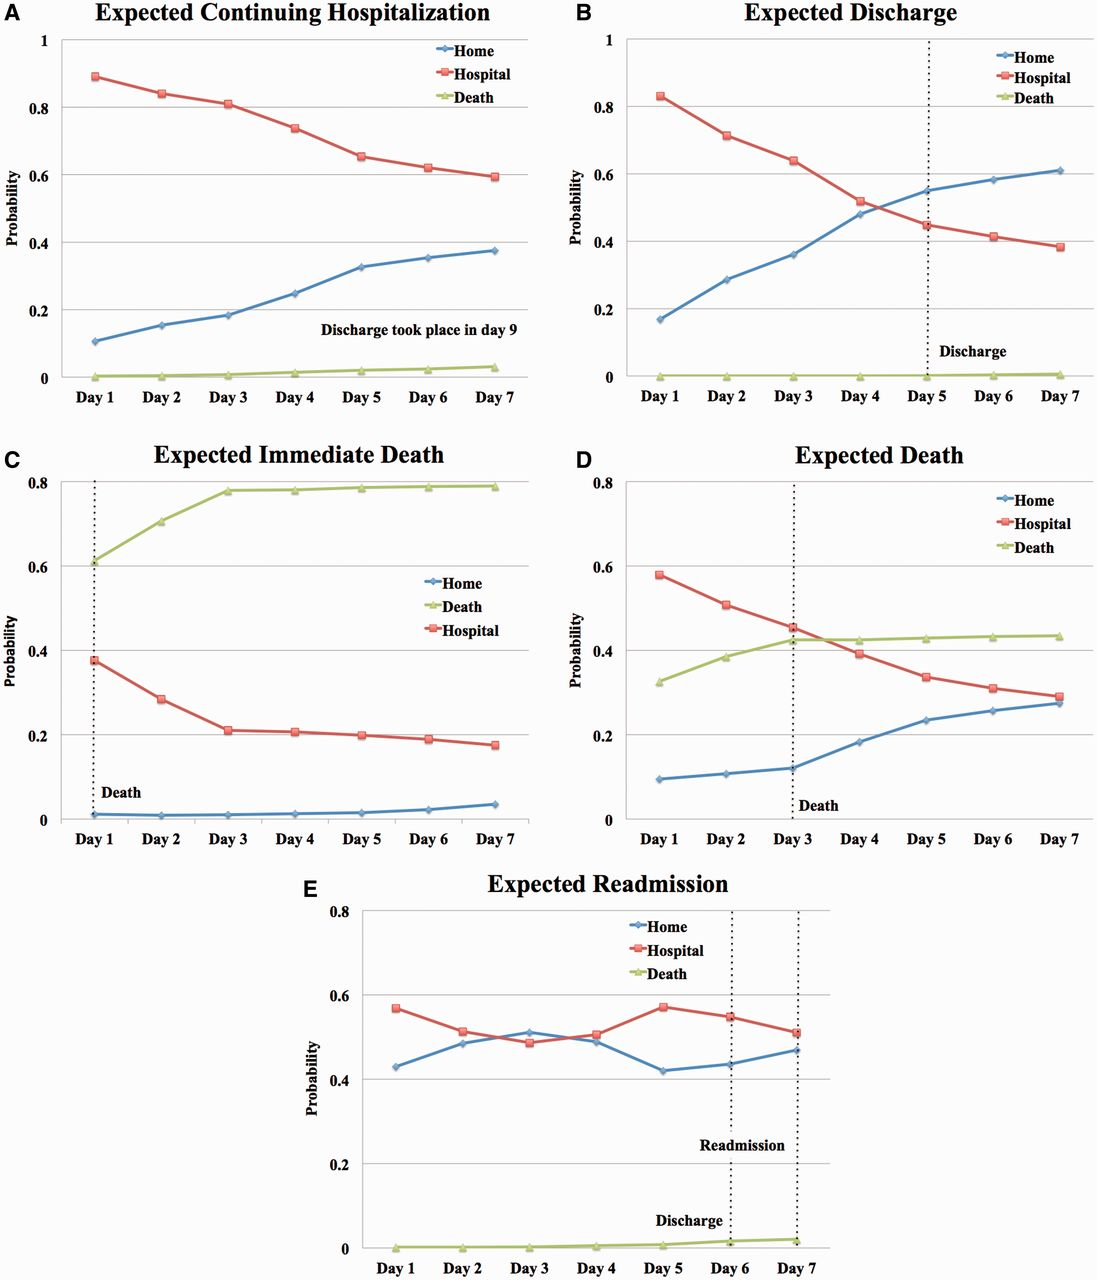 A
Expected Continuing Hospitalization
1
0.8
0.6
0.4
0.2
0
Probability
Home
Hospital
Death
Discharge took place in day 9
Day 1 Day 2 Day 3 Day 4 Day 5 Day 6 Day 7
B
Expected Discharge
1
0.8
0.6
0.4
0.2
0
Probability
Home
Hospital
Death
Discharge
Day 1 Day 2 Day 3 Day 4 Day 5 Day 6 Day 7
C
Expected Immediate Death
0.8
0.6
0.4
0.2
0
Probability
Home
Death
Hospital
Death
Day 1 Day 2 Day 3 Day 4 Day 5 Day 6 Day 7
D
Expected Death
0.8
0.6
0.4
0.2
0
Probability
Home
Hospital
Death
Death
Day 1 Day 2 Day 3 Day 4 Day 5 Day 6 Day 7
E
Expected Readmission
0.8
0.6
0.4
0.2
0
Probability
Home
Hospital
Death
Readmission
Discharge
Day 1 Day 2 Day 3 Day 4 Day 5 Day 6 Day 7